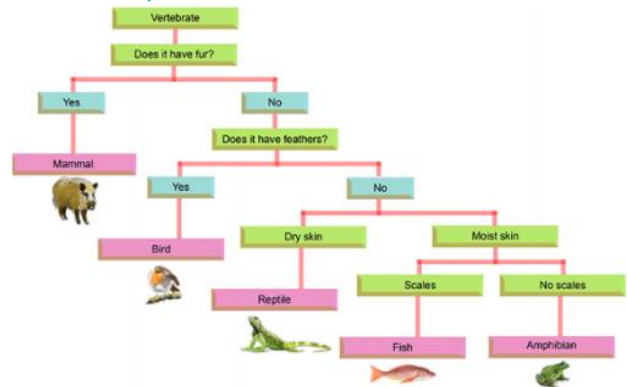 Vertebrate
Does it have fur?
Yes
No
Does it have feathers?
Mammal
Yes
No
Dry skin
Moist skin
Bird
Scales
No scales
Reptile
Fish
Amphibian